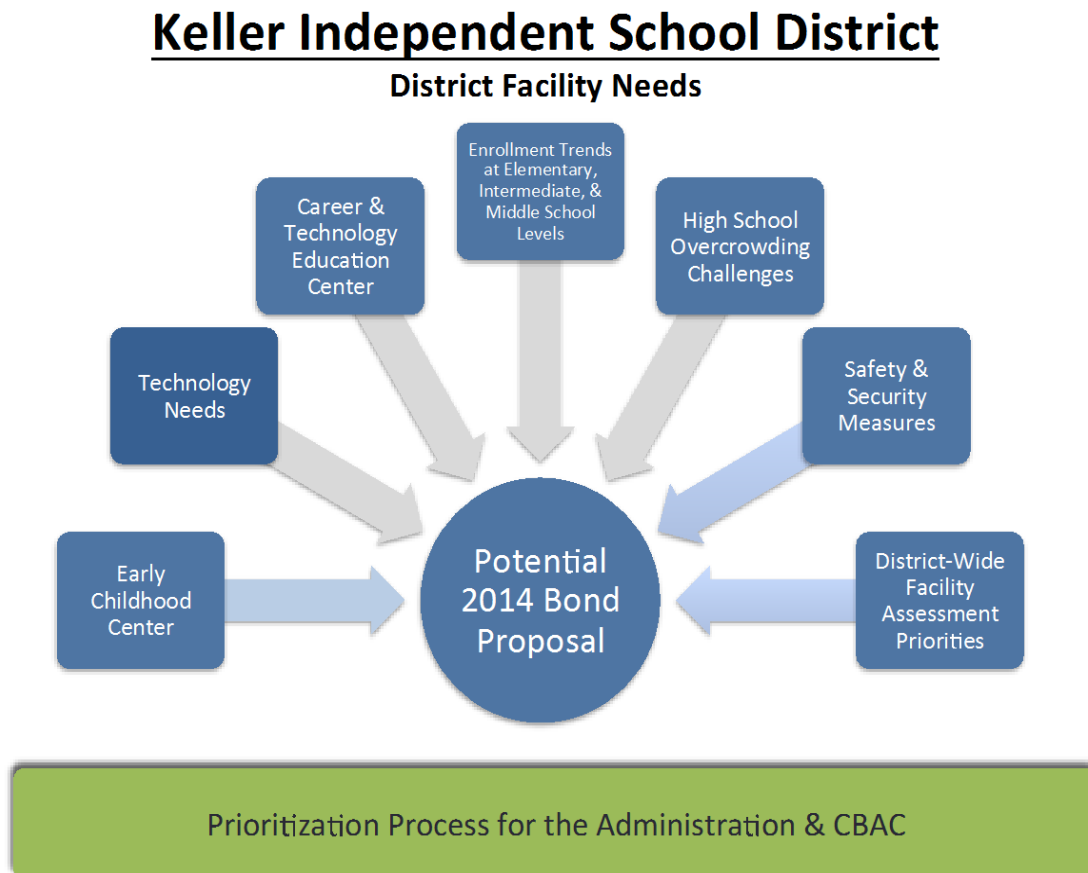 Keller Independent School District
District Facility Needs
Enrollment Trends
at Elementary,
Intermediate, &
Middle School
Levels
Career &
Technology
Education
Center
High School
Overcrowding
Challenges
Technology
Needs
Safety &
Security
Measures
Early
Childhood
Center
Potential
2014 Bond
Proposal
District-Wide
Facility
Assessment
Priorities
Prioritization Process for the Administration & CBAC